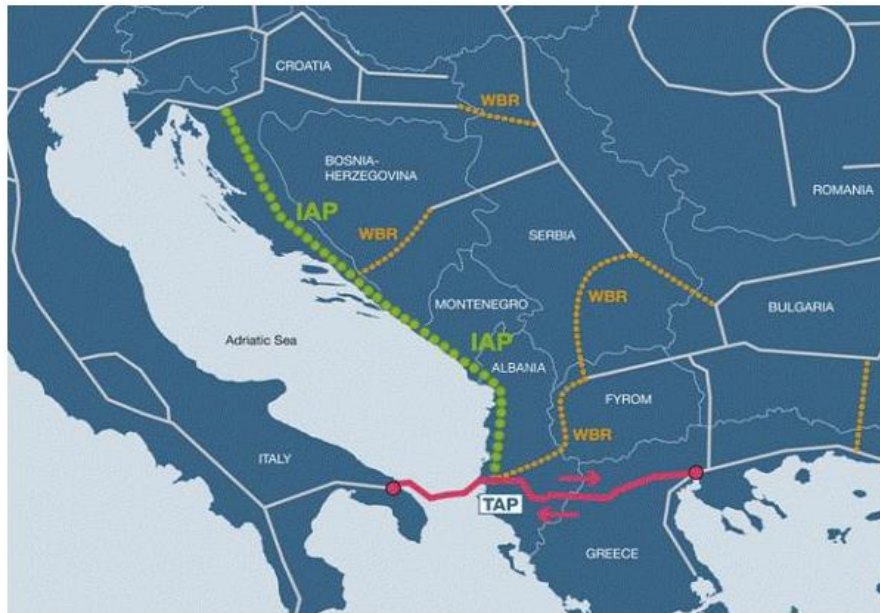 CROATIA
WBR
BOSNIA-
HERZEGOVINA
ROMANIA
IAP
WBR
SERBIA
WBR
MONTENEGRO
BULGARIA
Adriatic Sea
IAP
ALBANIA
FYROM
WBR
ITALY
TAP
GREECE